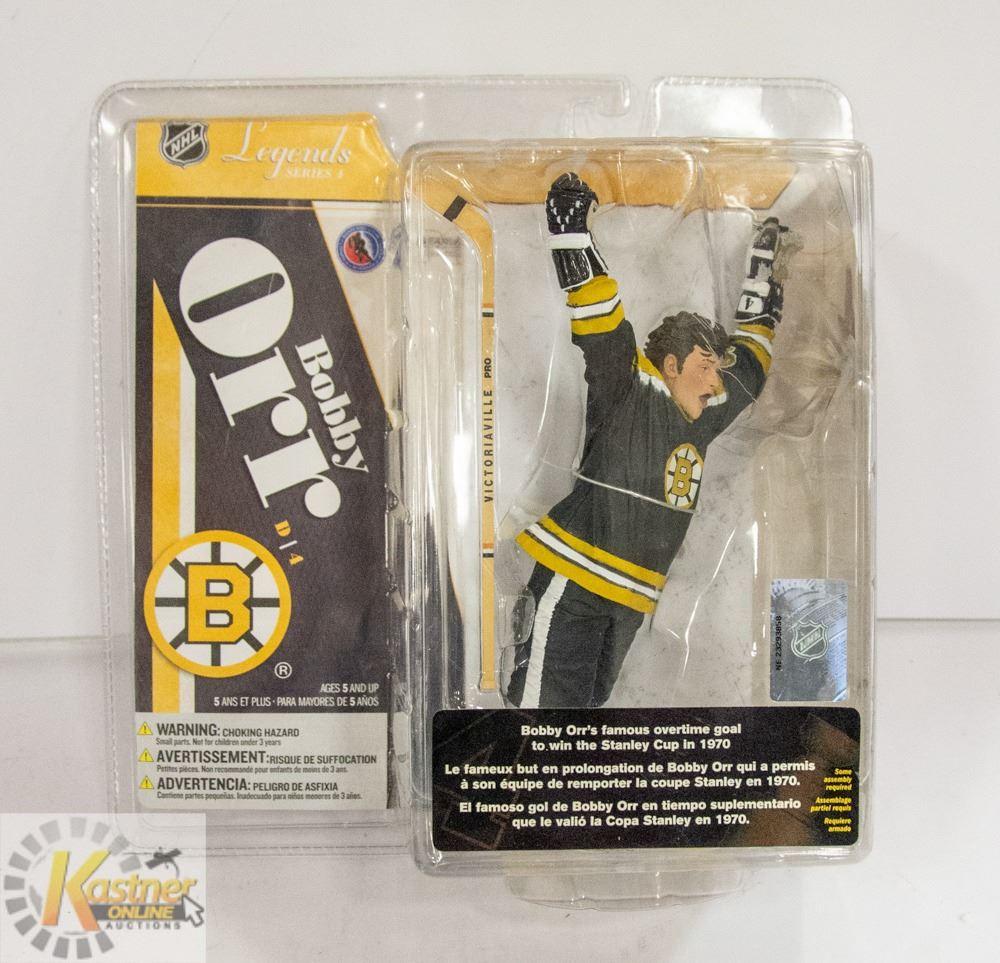 NHL
Legends
SERIES 1
Orr
Bobby
D/4
VICTORIAVILLE PRO
4
B
B
®
AGES 5 AND UP
5 ANS ET PLUS · PARA MAYORES DE 5 AÑOS
WARNING: CHOKING HAZARD
Small parts. Not for children under 3 years
AVERTISSEMENT: RISQUE DE SUFFOCATION
Petites pièces. Non recommandé pour enfants de moins de 3 ans.
ADVERTENCIA: PELIGRO DE ASFIXIA
Contiene partes pequeñas. Inadecuado para niños menores de 3 años.
NE 23293858
Bobby Orr's famous overtime goal
to win the Stanley Cup in 1970
Le fameux but en prolongation de Bobby Orr qui a permis
à son équipe de remporter la coupe Stanley en 1970.
El famoso gol de Bobby Orr en tiempo suplementario
que le valió la Copa Stanley en 1970.
Some
assembly
required
Assemblage
partiel requis
Requiere
armado
Kastner
ONLINE
AUCTIONS